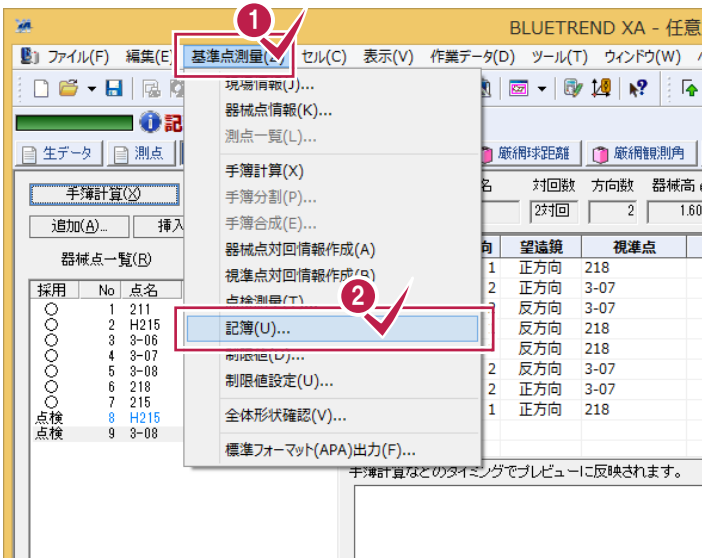 1
BLUETREND XA - 任意
ファイル(F) 編集(E) 基準点測量(Z) セル(C) 表示(V) 作業データ(D) ツール(T) ウィンドウ(W)
現場情報(J)...
器械点情報(K)...
測点一覧(L)...
手簿計算(X)
手簿分割(P)...
手簿合成(E)...
器械点対回情報作成(A)
視準点対回情報作成(B)
点検測量(T)...
2
記簿(U)...
制限値(D)...
制限値設定(U)...
全体形状確認(V)...
標準フォーマット(APA)出力(F)...
記
生データ 測点 厳網球距離 厳網観測角
手簿計算(X)
追加(A)... 挿入
器械点一覧(R)
採用 No 点名
○ 1 211
○ 2 H215
○ 3 3-06
○ 4 3-07
○ 5 3-08
○ 6 218
○ 7 215
点検 8 H215
点検 9 3-08
名 対回数 方向数 器械高
2対回 2 1.60
向 望遠鏡 視準点
1 正方向 218
2 正方向 3-07
2 反方向 3-07
反方向 218
反方向 218
2 反方向 3-07
2 正方向 3-07
1 正方向 218
手簿計算などのタイミングでプレビューに反映されます。